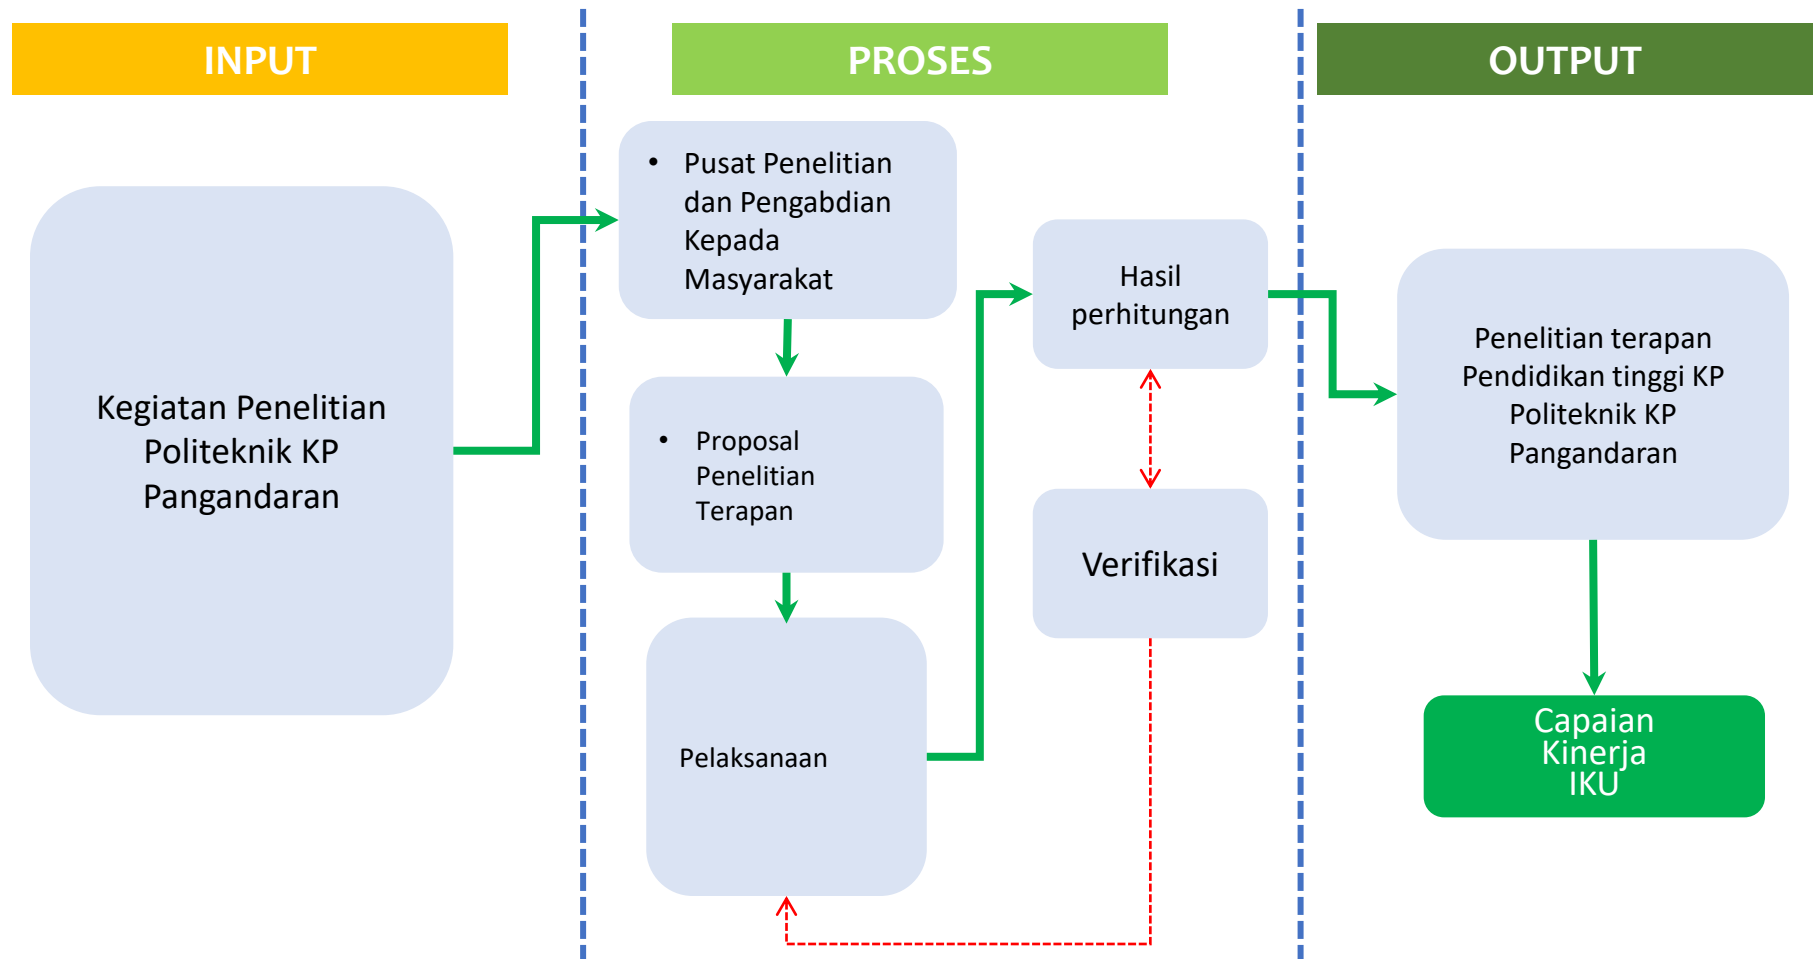 INPUT
PROSES
OUTPUT
Kegiatan Penelitian
Politeknik KP
Pangandaran
• Pusat Penelitian
dan Pengabdian
Kepada
Masyarakat
• Proposal
Penelitian
Terapan
Pelaksanaan
Hasil
perhitungan
Verifikasi
Penelitian terapan
Pendidikan tinggi KP
Politeknik KP
Pangandaran
Capaian
Kinerja
IKU